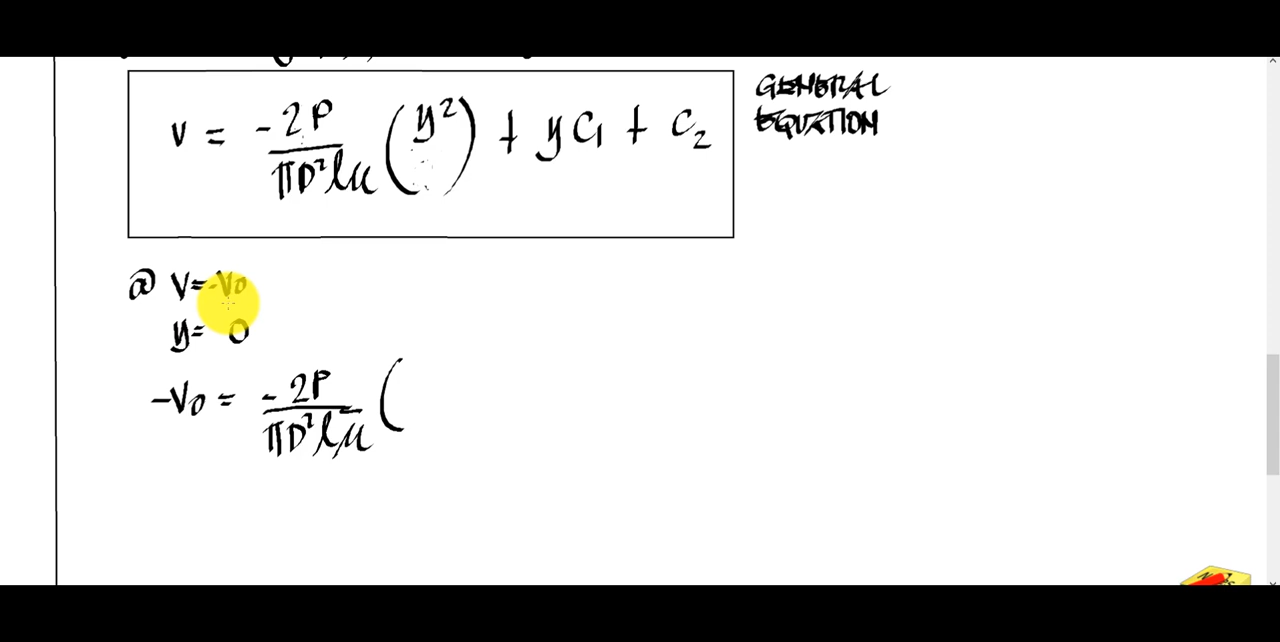 GENERAL
EQUATION
v = -2P / πD²lμ (y²) + yC₁ + C₂
@ v = -v₀
y = 0
-v₀ = -2P / πD²lμ (